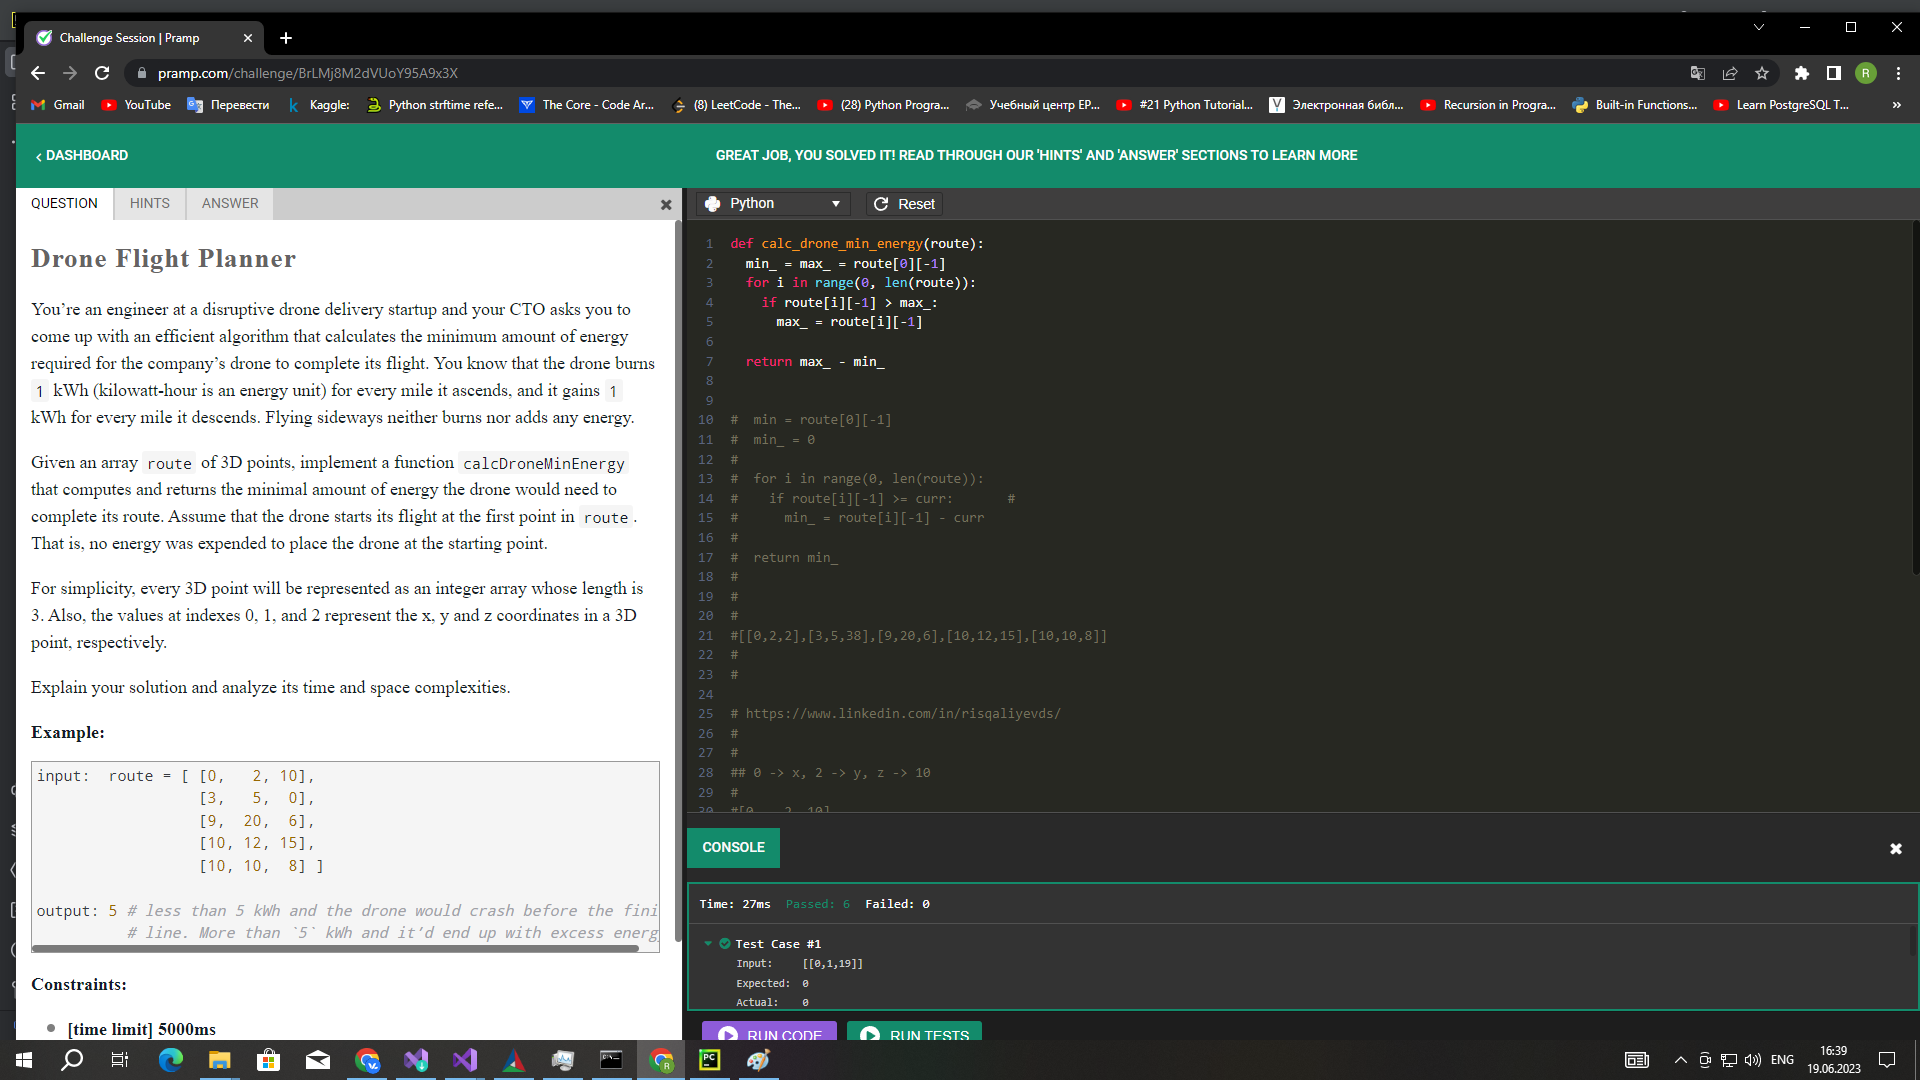 Challenge Session | Pramp
pramp.com/challenge/BrLMj8M2dVUoY95A9x3X
R
Gmail
YouTube
Перевести
Kaggle:
Python strftime refe...
The Core - Code Ar...
(8) LeetCode - The...
(28) Python Progra...
Учебный центр EP...
#21 Python Tutorial...
Электронная библ...
Recursion in Progra...
Built-in Functions...
Learn PostgreSQL T...
»
‹ DASHBOARD
GREAT JOB, YOU SOLVED IT! READ THROUGH OUR 'HINTS' AND 'ANSWER' SECTIONS TO LEARN MORE
QUESTION
HINTS
ANSWER
Drone Flight Planner
You’re an engineer at a disruptive drone delivery startup and your CTO asks you to
come up with an efficient algorithm that calculates the minimum amount of energy
required for the company’s drone to complete its flight. You know that the drone burns
1 kWh (kilowatt-hour is an energy unit) for every mile it ascends, and it gains 1
kWh for every mile it descends. Flying sideways neither burns nor adds any energy.
Given an array route of 3D points, implement a function calcDroneMinEnergy
that computes and returns the minimal amount of energy the drone would need to
complete its route. Assume that the drone starts its flight at the first point in route.
That is, no energy was expended to place the drone at the starting point.
For simplicity, every 3D point will be represented as an integer array whose length is
3. Also, the values at indexes 0, 1, and 2 represent the x, y and z coordinates in a 3D
point, respectively.
Explain your solution and analyze its time and space complexities.
Example:
input:  route = [ [0,   2, 10],
[3,   5,  0],
[9,  20,  6],
[10, 12, 15],
[10, 10,  8] ]
output: 5 # less than 5 kWh and the drone would crash before the fini
# line. More than `5` kWh and it’d end up with excess energ
Constraints:
[time limit] 5000ms
Python
Reset
1 def calc_drone_min_energy(route):
2   min_ = max_ = route[0][-1]
3   for i in range(0, len(route)):
4     if route[i][-1] > max_:
5       max_ = route[i][-1]
6
7   return max_ - min_
8
9
10 #  min = route[0][-1]
11 #  min_ = 0
12 #
13 #  for i in range(0, len(route)):
14 #    if route[i][-1] >= curr:       #
15 #      min_ = route[i][-1] - curr
16 #
17 #  return min_
18 #
19 #
20 #
21 #[[0,2,2],[3,5,38],[9,20,6],[10,12,15],[10,10,8]]
22 #
23 #
24
25 # https://www.linkedin.com/in/risqaliyevds/
26 #
27 #
28 ## 0 -> x, 2 -> y, z -> 10
29 #
30 #[0,   2, 10]
CONSOLE
Time: 27ms  Passed: 6  Failed: 0
Test Case #1
Input: [[0,1,19]]
Expected: 0
Actual: 0
RUN CODE
RUN TESTS
PC
ENG
16:39
19.06.2023